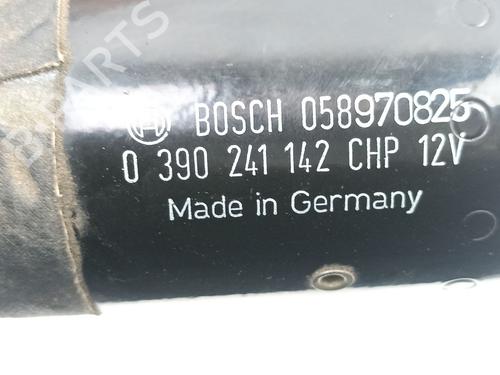 BOSCH 058970825
0 390 241 142 CHP 12V
Made in Germany